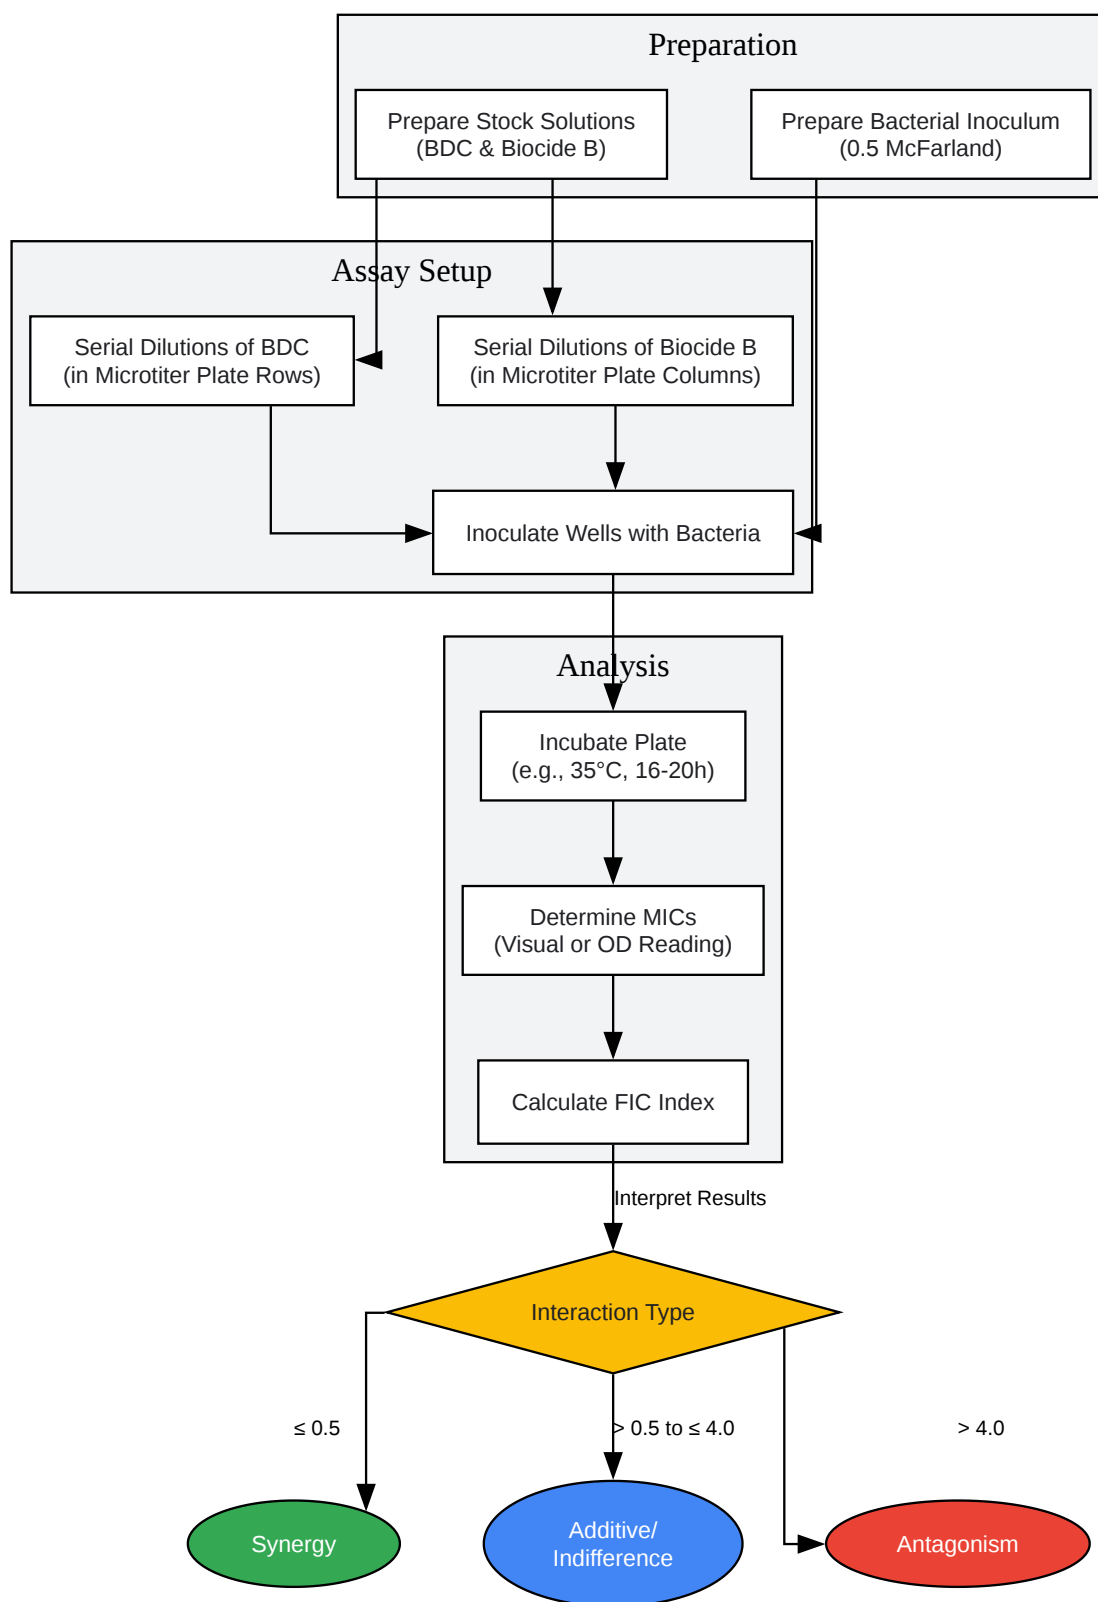 Preparation
Prepare Stock Solutions
(BDC & Biocide B)
Prepare Bacterial Inoculum
(0.5 McFarland)
Assay Setup
Serial Dilutions of BDC
(in Microtiter Plate Rows)
Serial Dilutions of Biocide B
(in Microtiter Plate Columns)
Inoculate Wells with Bacteria
Analysis
Incubate Plate
(e.g., 35°C, 16-20h)
Determine MICs
(Visual or OD Reading)
Calculate FIC Index
Interpret Results
Interaction Type
≤ 0.5
> 0.5 to ≤ 4.0
> 4.0
Synergy
Additive/
Indifference
Antagonism